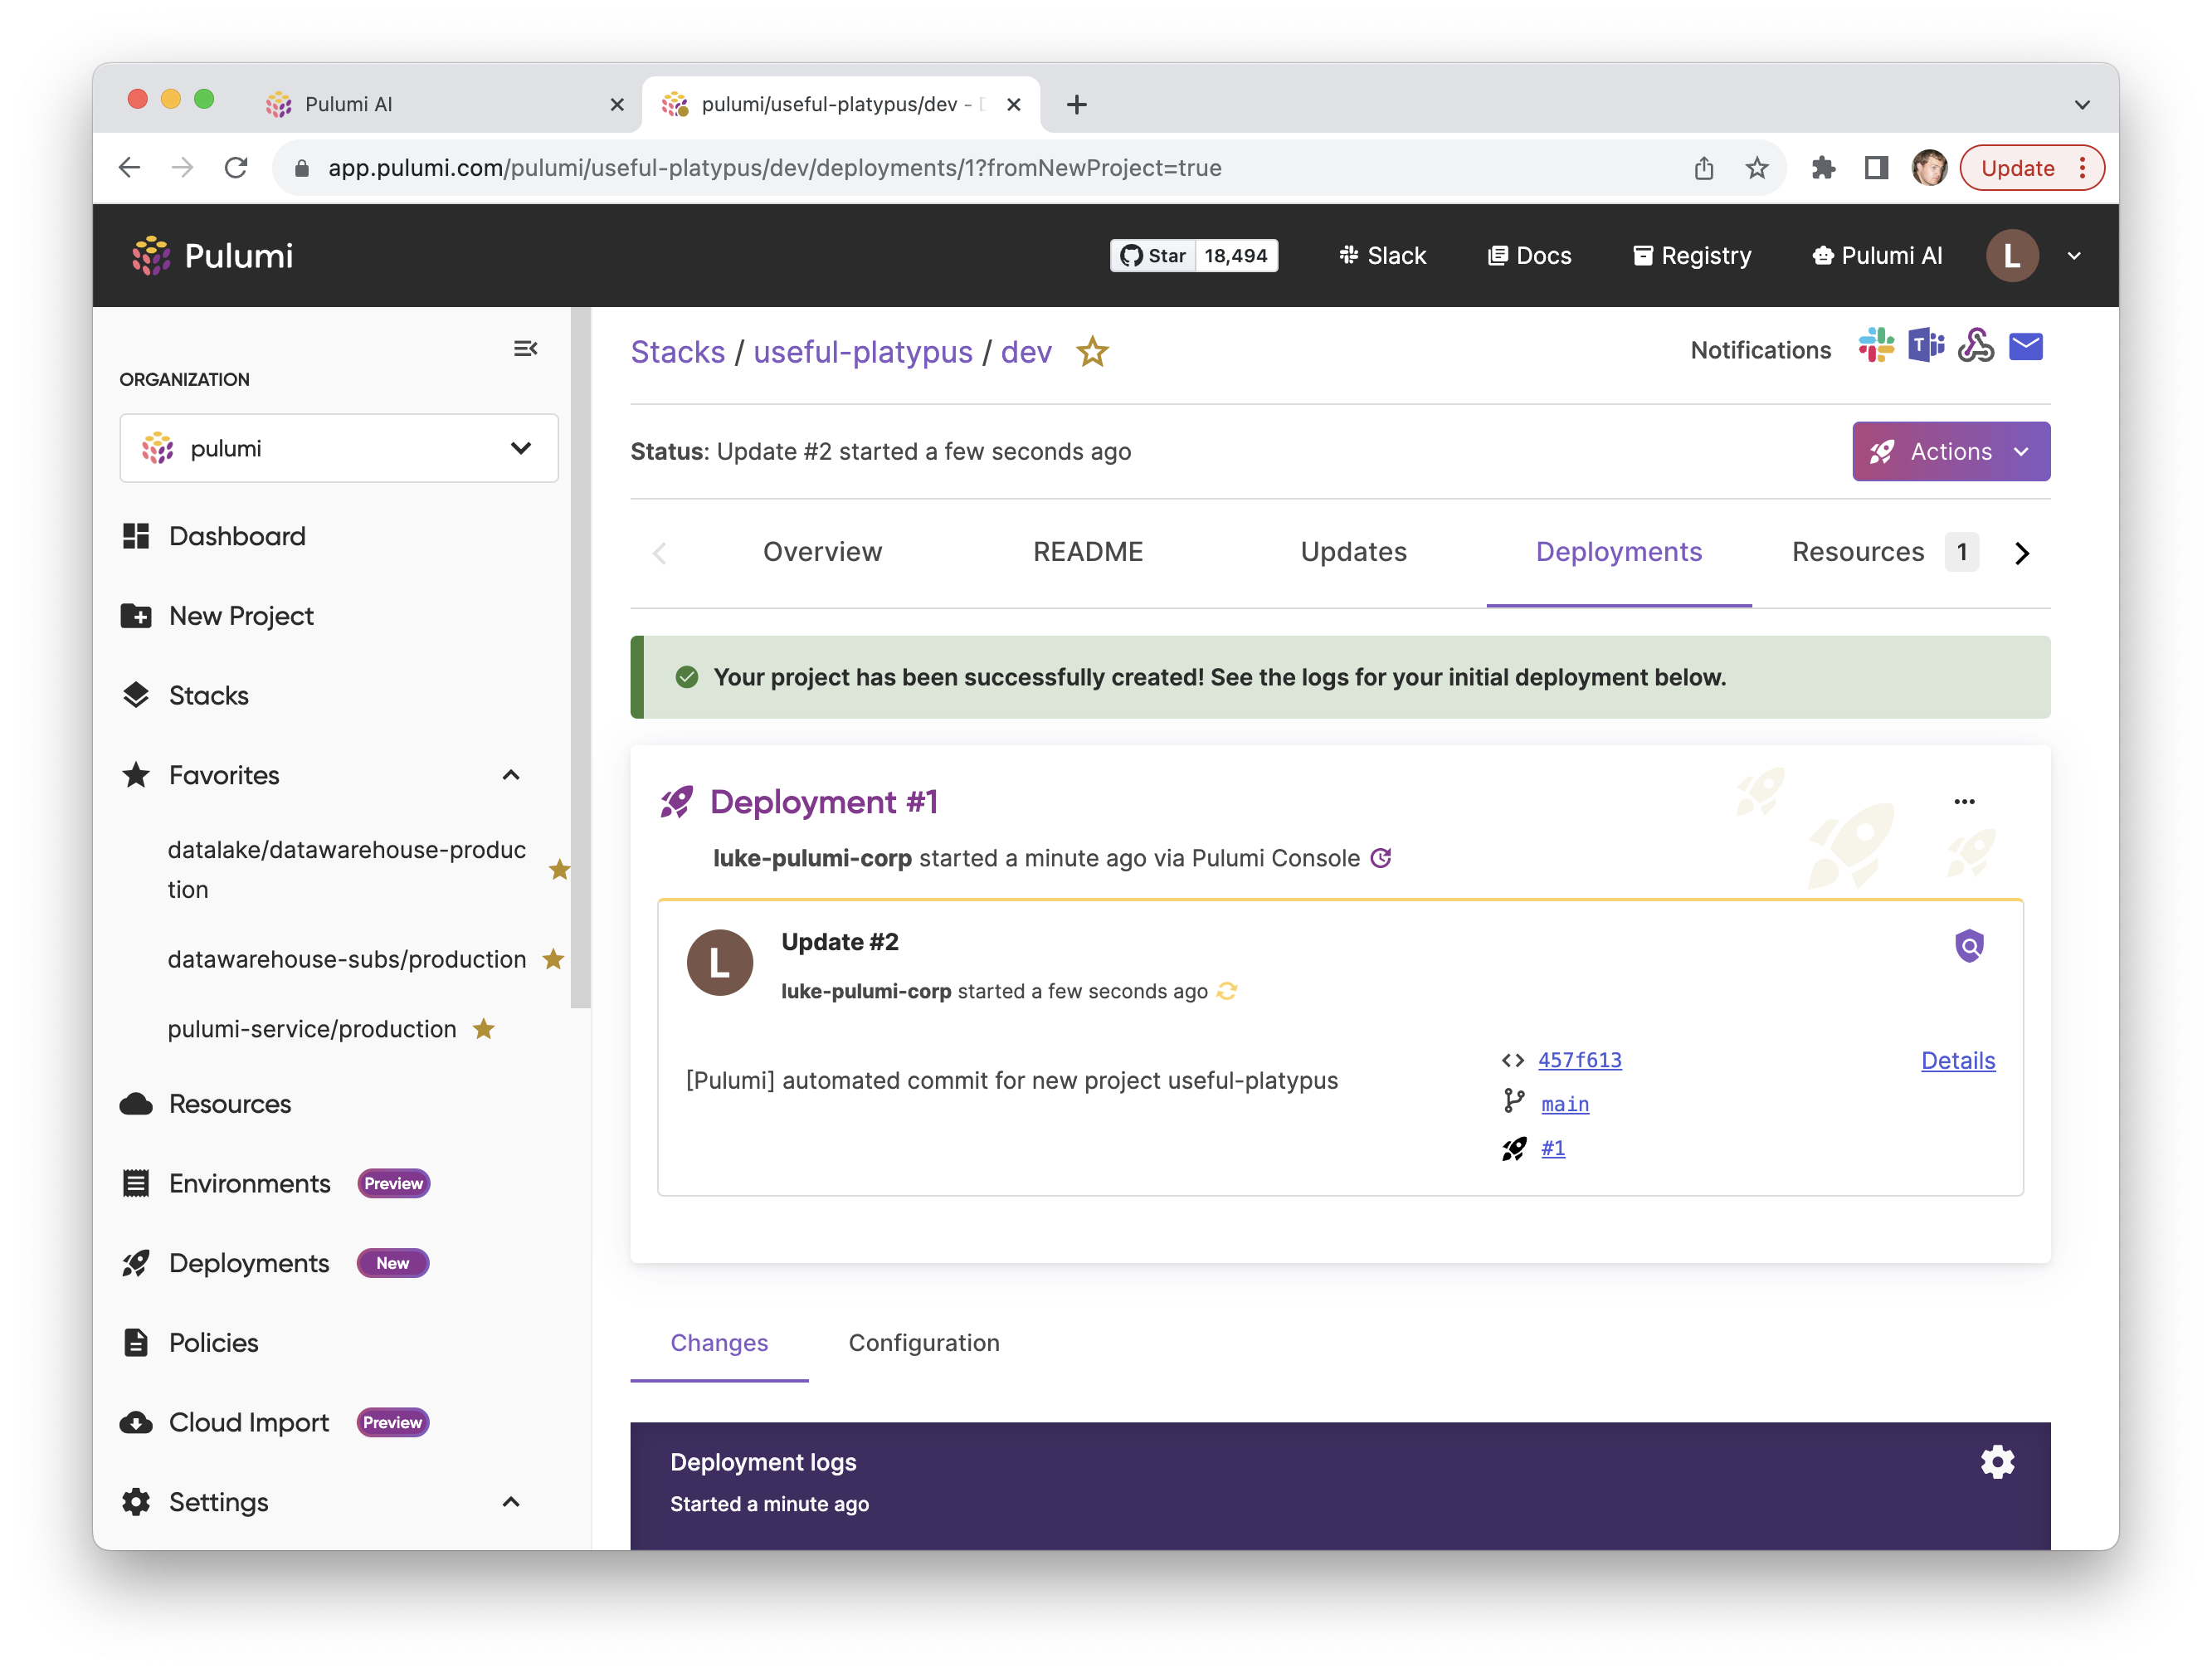 Pulumi AI
pulumi/useful-platypus/dev -
app.pulumi.com/pulumi/useful-platypus/dev/deployments/1?fromNewProject=true
Update
Pulumi
Star 18,494
Slack
Docs
Registry
Pulumi AI
L
ORGANIZATION
pulumi
Dashboard
New Project
Stacks
Favorites
datalake/datawarehouse-produc
tion
datawarehouse-subs/production
pulumi-service/production
Resources
Environments Preview
Deployments New
Policies
Cloud Import Preview
Settings
Stacks / useful-platypus / dev
Notifications
Status: Update #2 started a few seconds ago
Actions
Overview
README
Updates
Deployments
Resources 1
Your project has been successfully created! See the logs for your initial deployment below.
Deployment #1
luke-pulumi-corp started a minute ago via Pulumi Console
L
Update #2
luke-pulumi-corp started a few seconds ago
[Pulumi] automated commit for new project useful-platypus
457f613
main
#1
Details
Changes
Configuration
Deployment logs
Started a minute ago